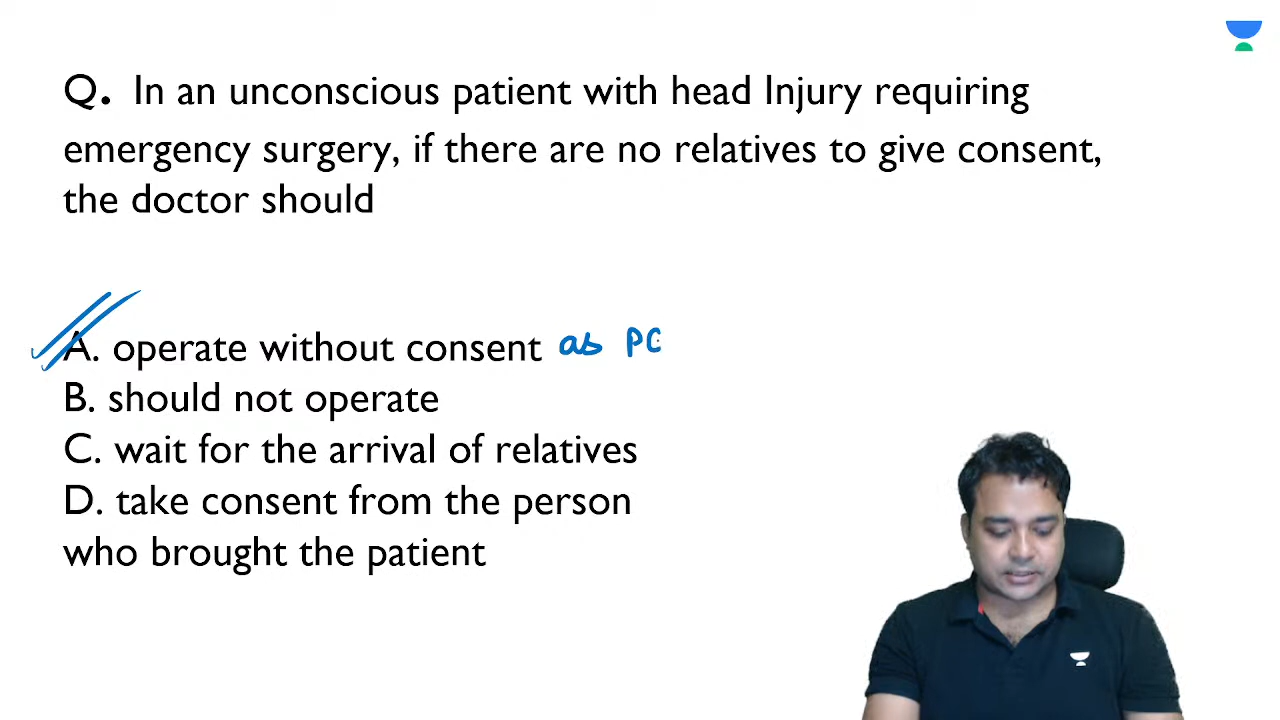 Q. In an unconscious patient with head Injury requiring
emergency surgery, if there are no relatives to give consent,
the doctor should
A. operate without consent as PC
B. should not operate
C. wait for the arrival of relatives
D. take consent from the person
who brought the patient